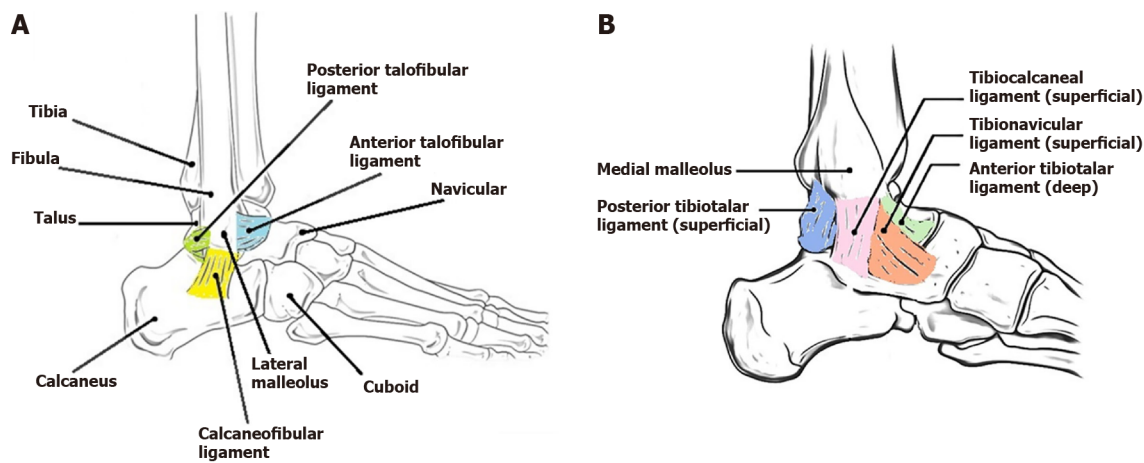 A
Posterior talofibular
ligament
Tibia
Anterior talofibular
ligament
Fibula
Navicular
Talus
Lateral
malleolus
Calcaneus
Cuboid
Calcaneofibular
ligament
B
Tibiocalcaneal
ligament (superficial)
Tibionavicular
ligament (superficial)
Medial malleolus
Anterior tibiotalar
ligament (deep)
Posterior tibiotalar
ligament (superficial)